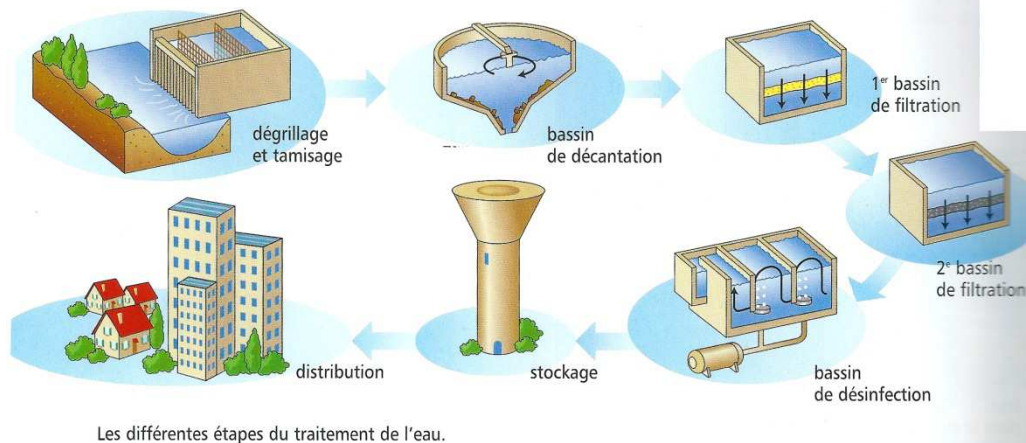 dégrillage
et tamisage
bassin
de décantation
1er bassin
de filtration
2e bassin
de filtration
bassin
de désinfection
stockage
distribution
Les différentes étapes du traitement de l'eau.